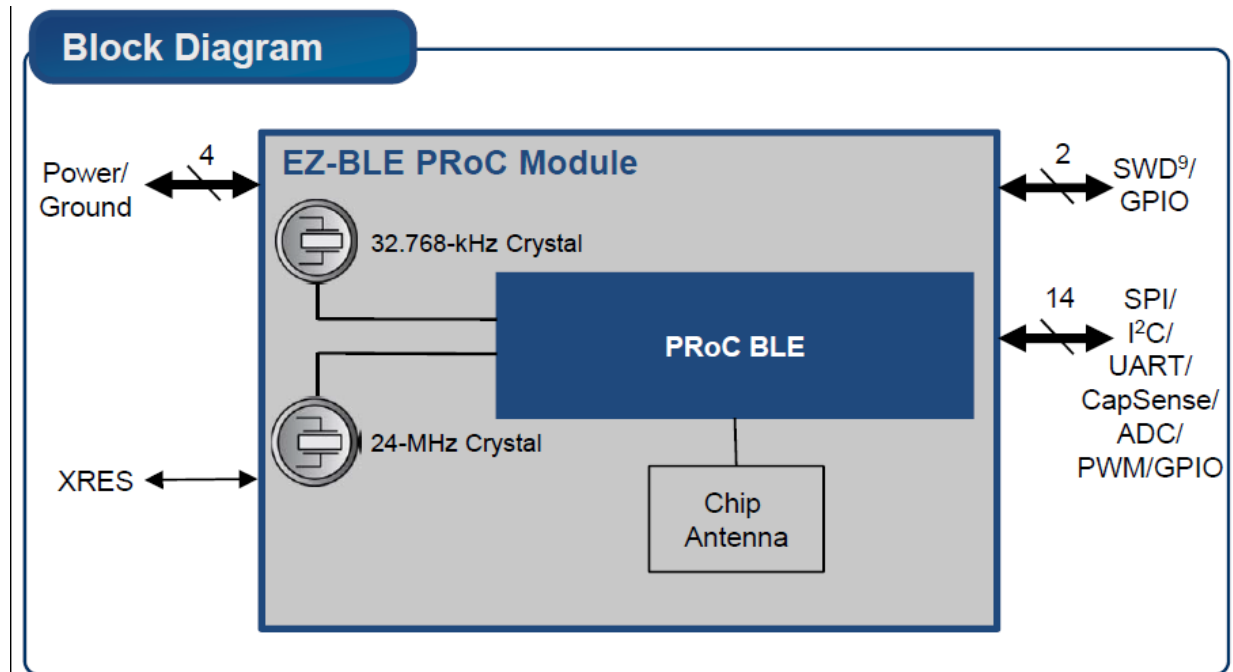 Block Diagram
EZ-BLE PRoC Module
4
Power/
Ground
32.768-kHz Crystal
PRoC BLE
24-MHz Crystal
XRES
Chip
Antenna
2
SWD⁹/
GPIO
14
SPI/
I²C/
UART/
CapSense/
ADC/
PWM/GPIO